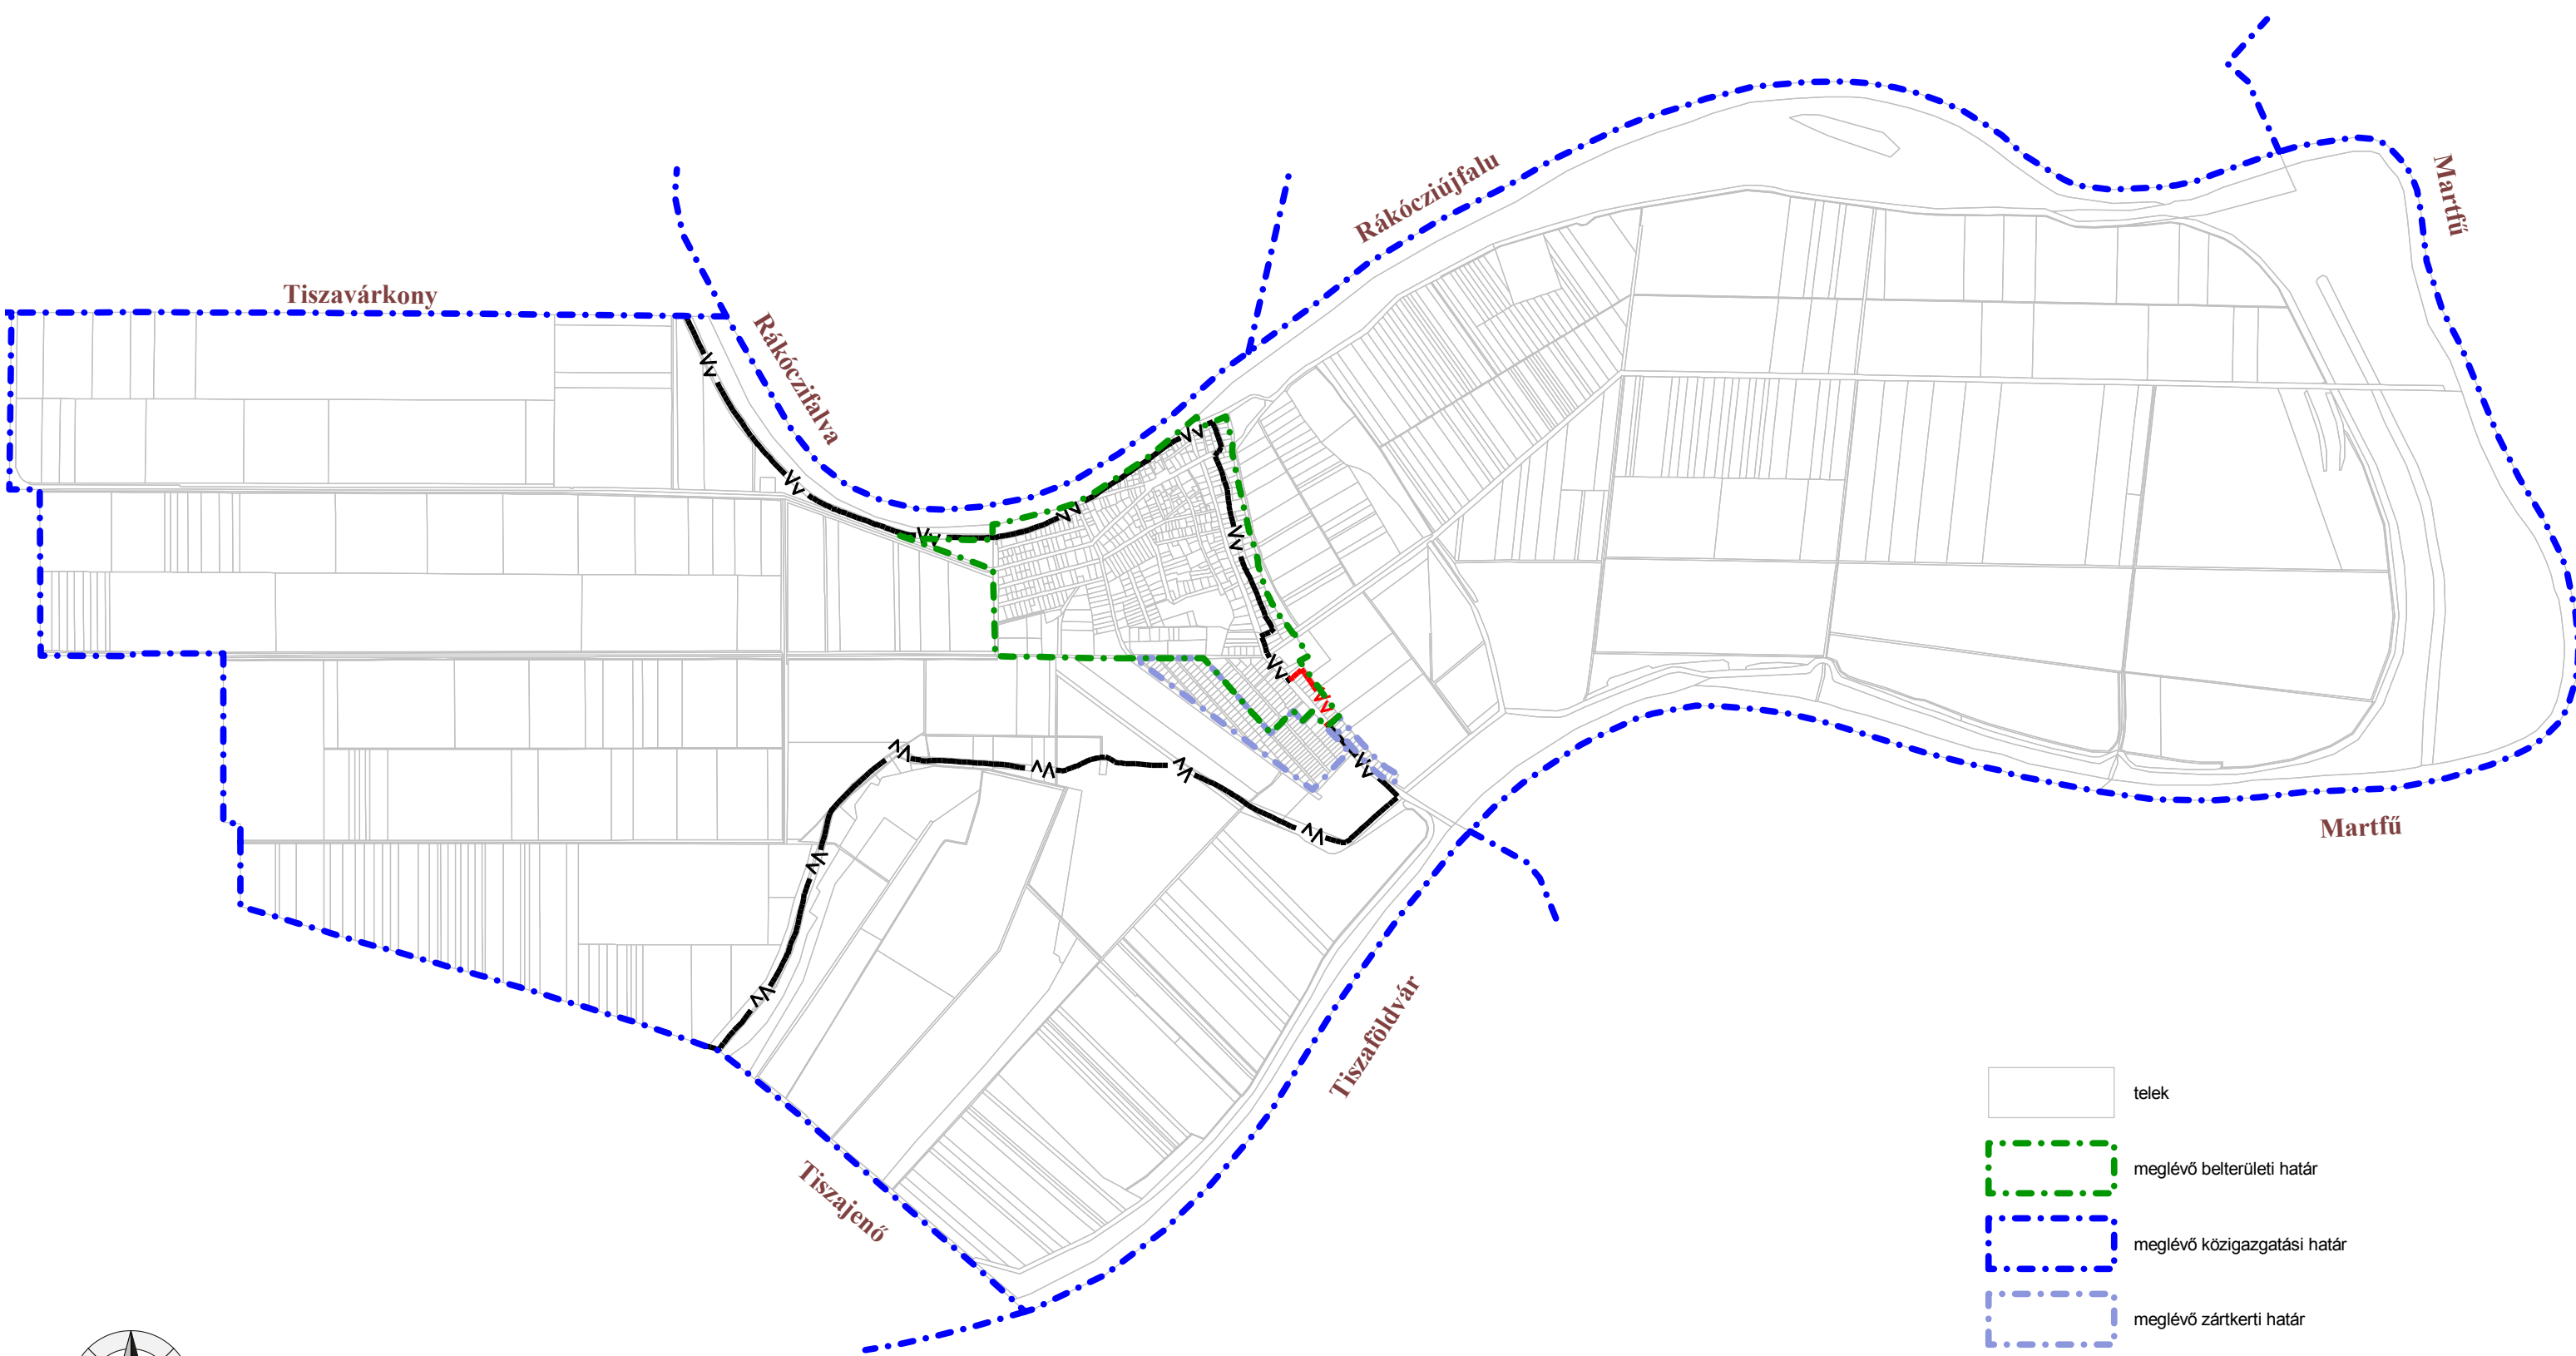 Rákócziújfalu
Martfű
Tiszavárkony
Rákóczifalva
Martfű
Tiszaföldvár
Tiszajenő
telek
meglévő belterületi határ
meglévő közigazgatási határ
meglévő zártkerti határ